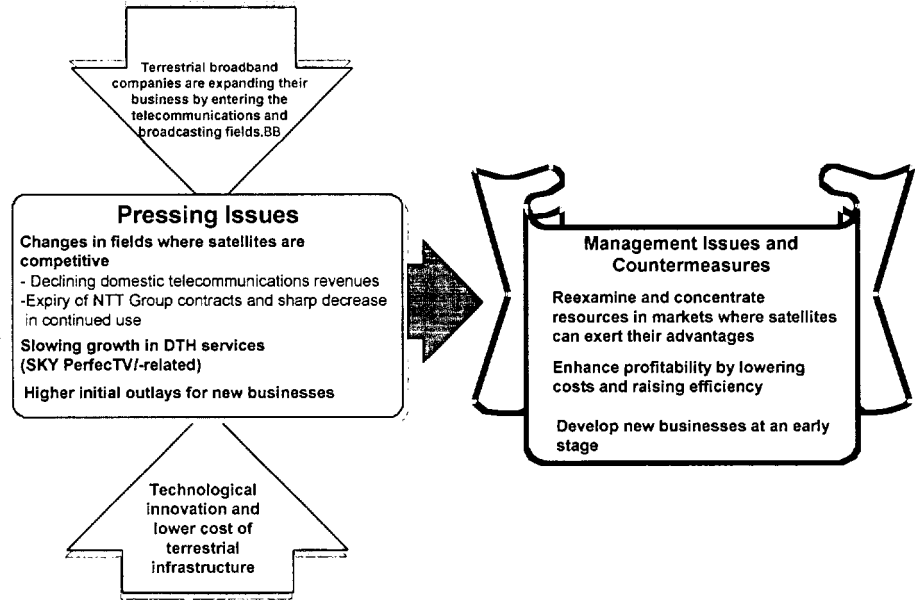 Terrestrial broadband
companies are expanding their
business by entering the
telecommunications and
broadcasting fields.BB
Pressing Issues
Changes in fields where satellites are
competitive
- Declining domestic telecommunications revenues
-Expiry of NTT Group contracts and sharp decrease
in continued use
Slowing growth in DTH services
(SKY PerfecTV!-related)
Higher initial outlays for new businesses
Technological
innovation and
lower cost of
terrestrial
infrastructure
Management Issues and
Countermeasures
Reexamine and concentrate
resources in markets where satellites
can exert their advantages
Enhance profitability by lowering
costs and raising efficiency
Develop new businesses at an early
stage